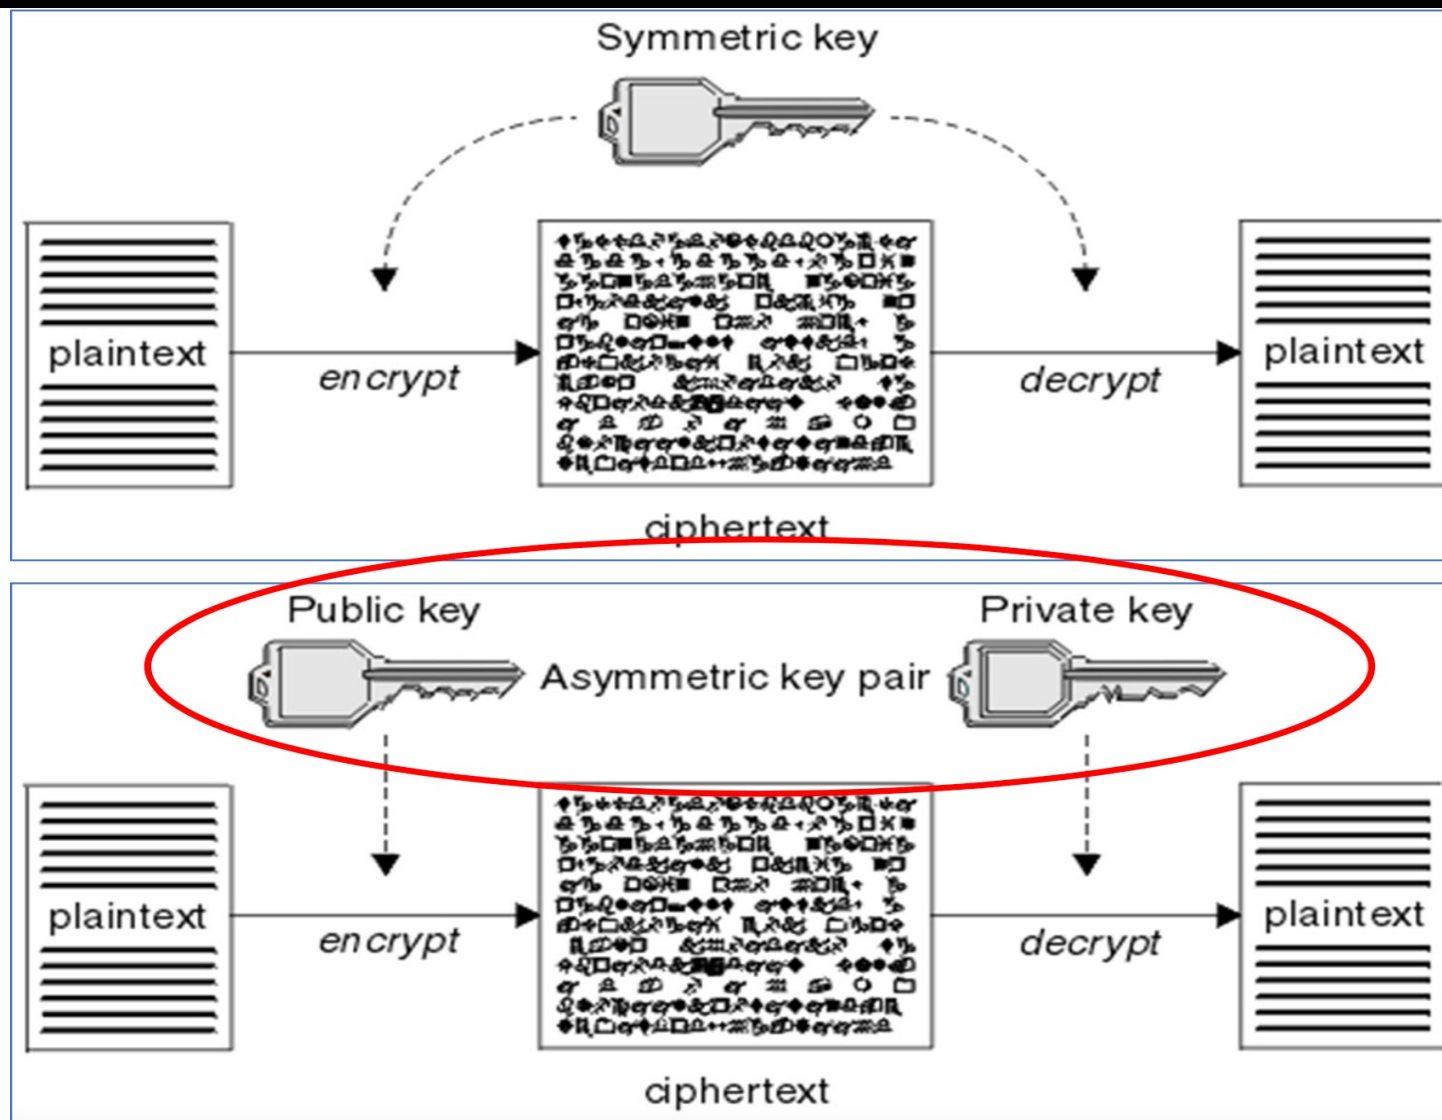 Symmetric key
plaintext
encrypt
decrypt
plaintext
ciphertext
Public key
Private key
Asymmetric key pair
plaintext
encrypt
decrypt
plaintext
ciphertext